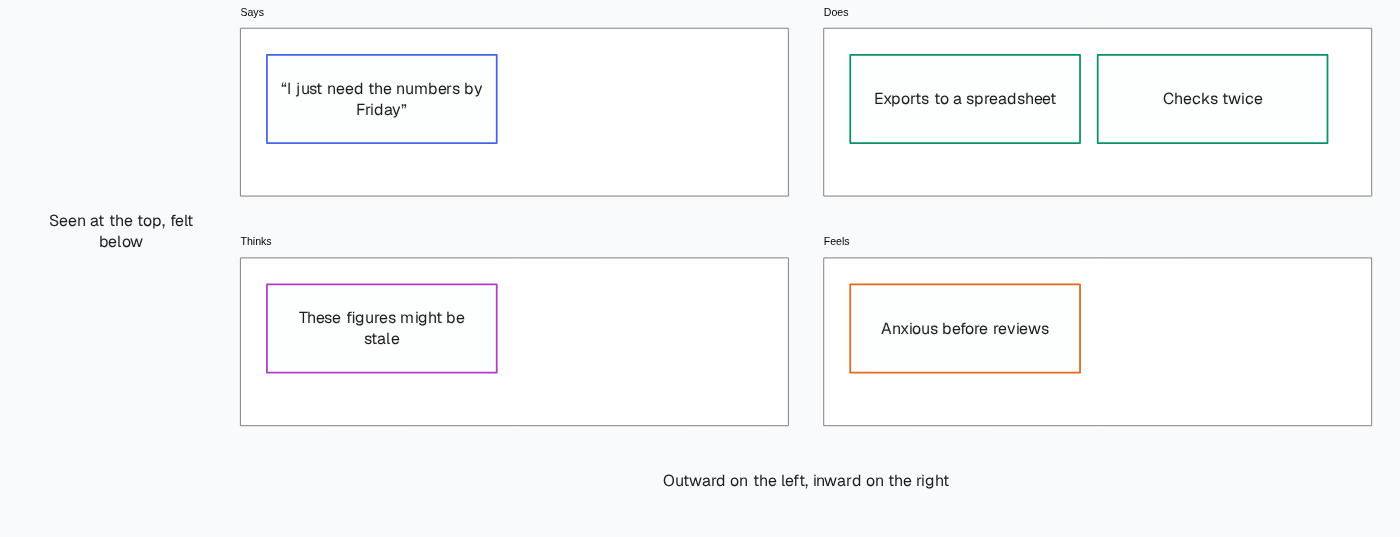 Says
“I just need the numbers by
Friday”
Does
Exports to a spreadsheet
Checks twice
Seen at the top, felt
below
Thinks
These figures might be
stale
Feels
Anxious before reviews
Outward on the left, inward on the right